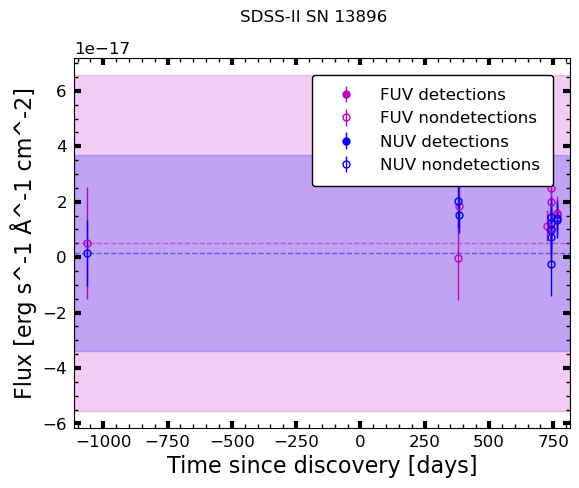 SDSS-II SN 13896
1e−17
Flux [erg s^-1 Å^-1 cm^-2]
6
4
2
0
−2
−4
−6
FUV detections
FUV nondetections
NUV detections
NUV nondetections
−1000 −750 −500 −250 0 250 500 750
Time since discovery [days]